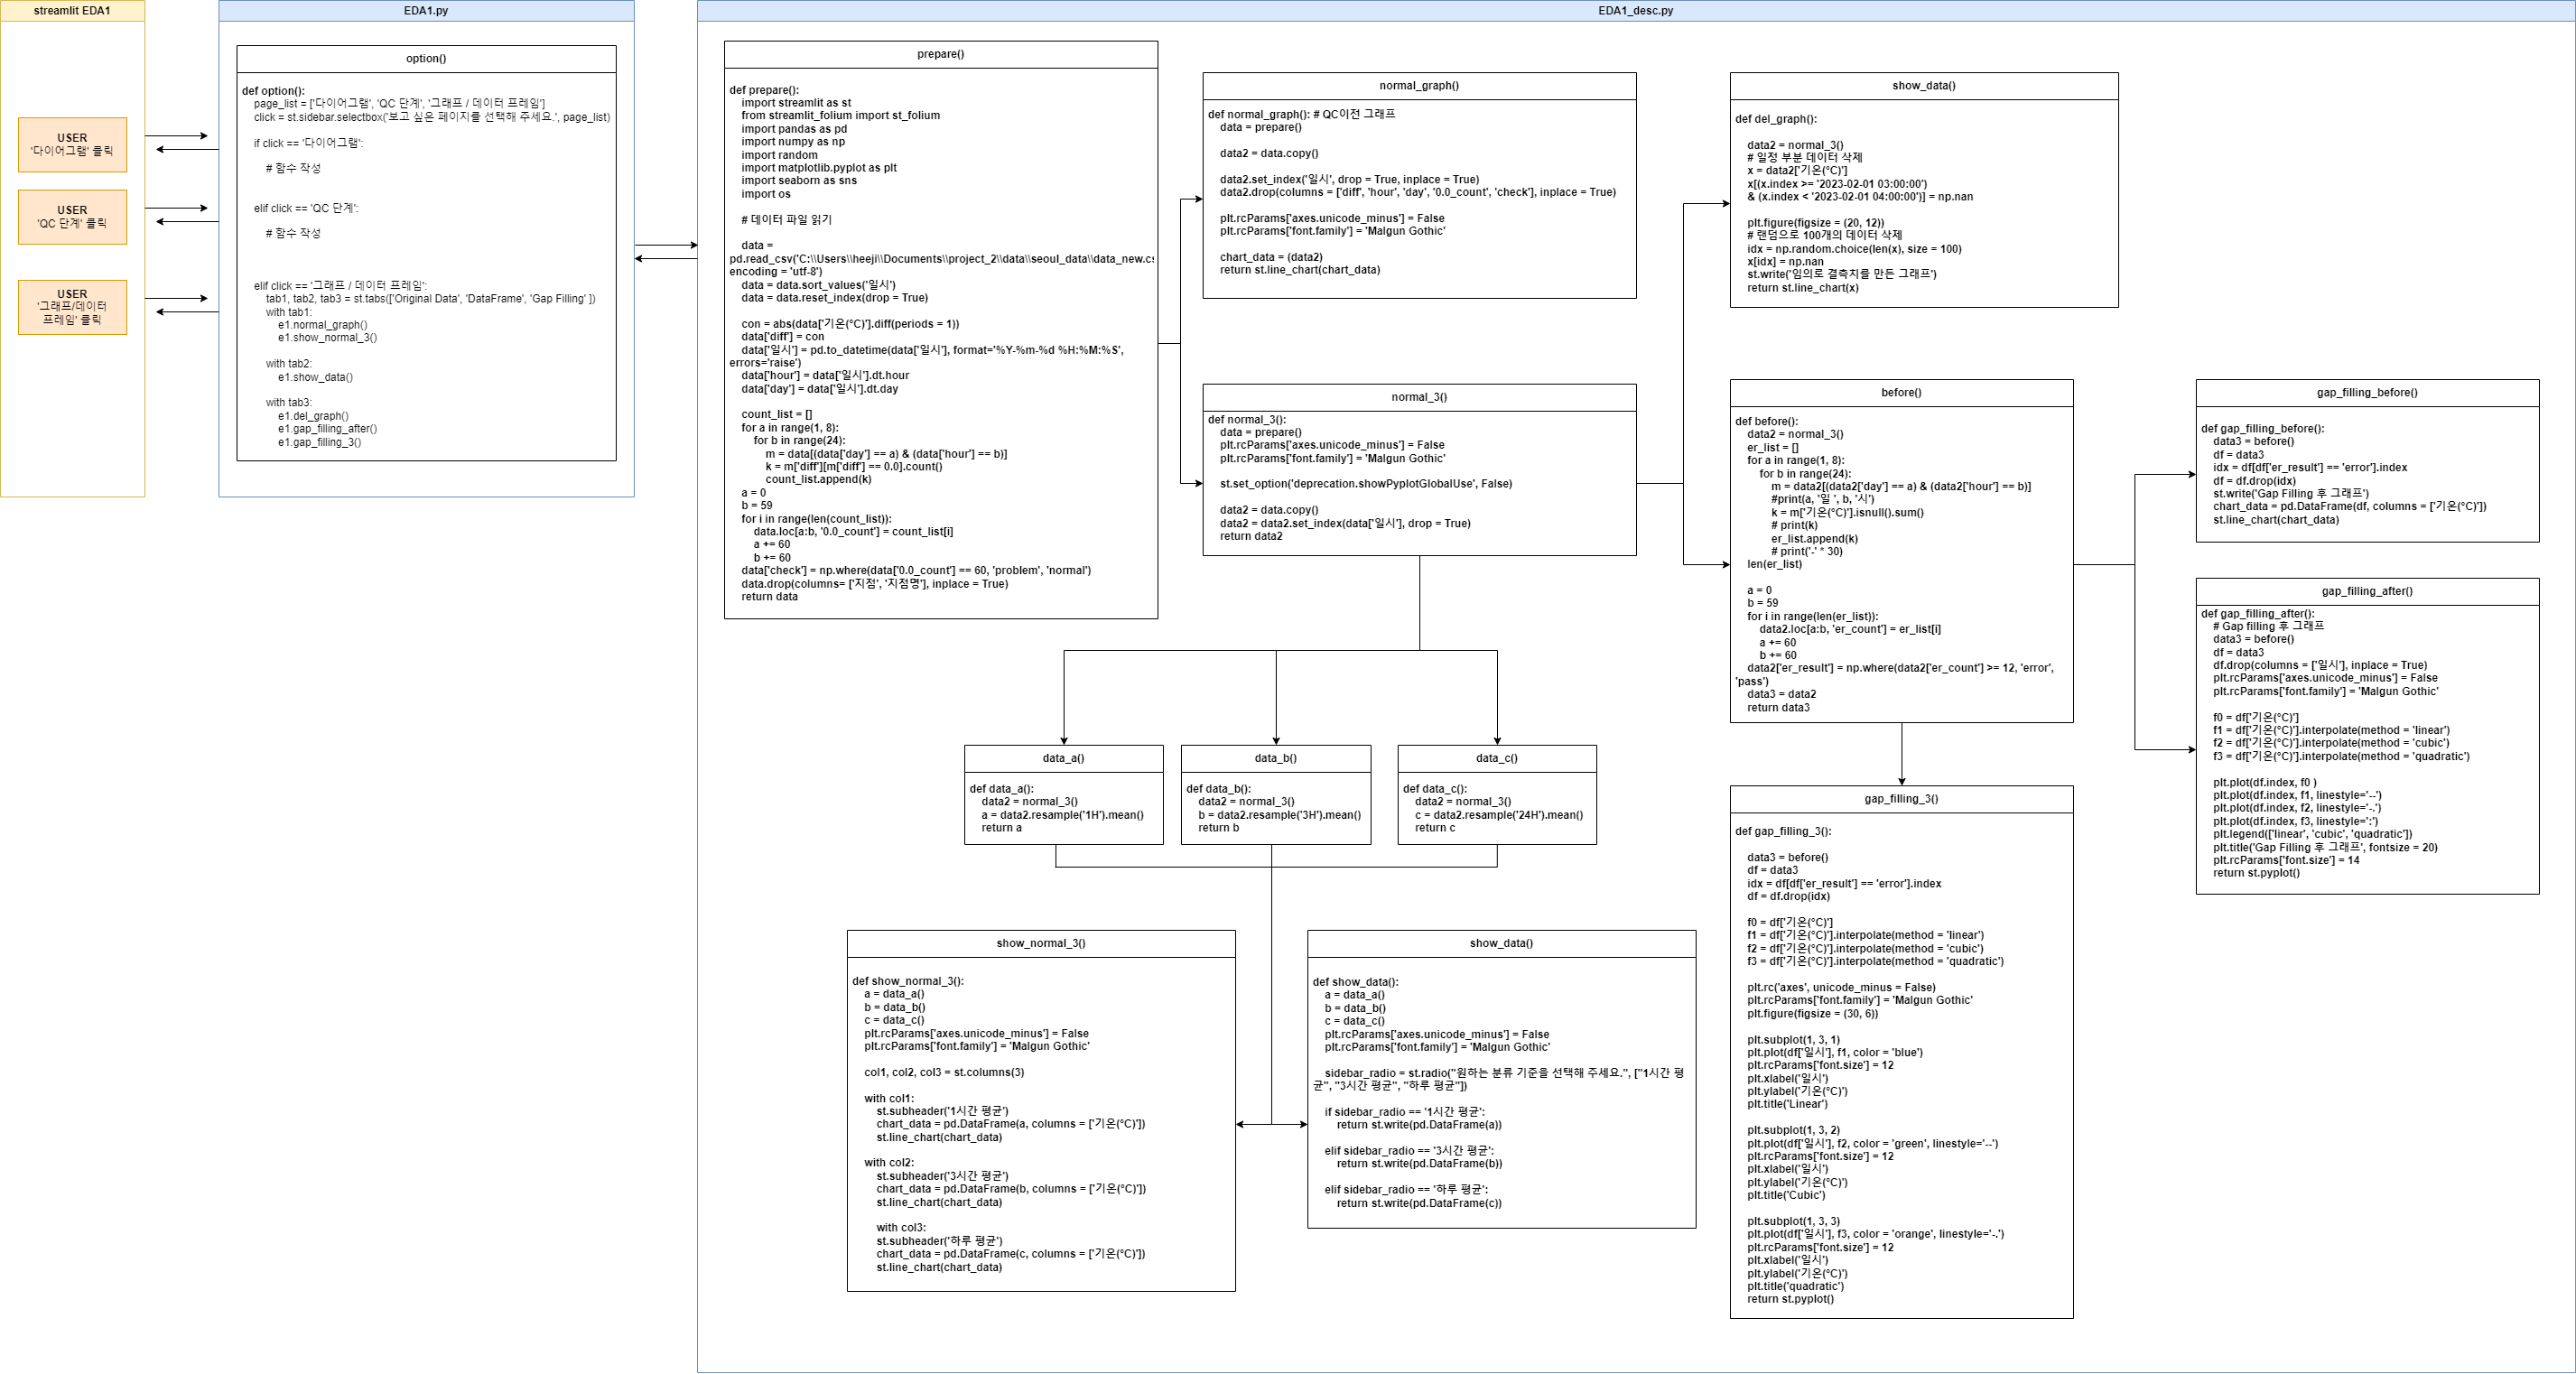 streamlit EDA1
USER
'다이어그램' 클릭
USER
'QC 단계' 클릭
USER
'그래프/데이터
프레임' 클릭
EDA1.py
option()
def option():
page_list = ['다이어그램', 'QC 단계', '그래프 / 데이터 프레임']
click = st.sidebar.selectbox('보고 싶은 페이지를 선택해 주세요.', page_list)
if click == '다이어그램':
# 함수 작성
elif click == 'QC 단계':
# 함수 작성
elif click == '그래프 / 데이터 프레임':
tab1, tab2, tab3 = st.tabs(['Original Data', 'DataFrame', 'Gap Filling' ])
with tab1:
e1.normal_graph()
e1.show_normal_3()
with tab2:
e1.show_data()
with tab3:
e1.del_graph()
e1.gap_filling_after()
e1.gap_filling_3()
EDA1_desc.py
prepare()
def prepare():
import streamlit as st
from streamlit_folium import st_folium
import pandas as pd
import numpy as np
import random
import matplotlib.pyplot as plt
import seaborn as sns
import os
# 데이터 파일 읽기
data =
pd.read_csv('C:\\Users\\heeji\\Documents\\project_2\\data\\seoul_data\\data_new.cs
encoding = 'utf-8')
data = data.sort_values('일시')
data = data.reset_index(drop = True)
con = abs(data['기온(°C)'].diff(periods = 1))
data['diff'] = con
data['일시'] = pd.to_datetime(data['일시'], format='%Y-%m-%d %H:%M:%S',
errors='raise')
data['hour'] = data['일시'].dt.hour
data['day'] = data['일시'].dt.day
count_list = []
for a in range(1, 8):
for b in range(24):
m = data[(data['day'] == a) & (data['hour'] == b)]
k = m['diff'][m['diff'] == 0.0].count()
count_list.append(k)
a = 0
b = 59
for i in range(len(count_list)):
data.loc[a:b, '0.0_count'] = count_list[i]
a += 60
b += 60
data['check'] = np.where(data['0.0_count'] == 60, 'problem', 'normal')
data.drop(columns= ['지점', '지점명'], inplace = True)
return data
normal_graph()
def normal_graph(): # QC이전 그래프
data = prepare()
data2 = data.copy()
data2.set_index('일시', drop = True, inplace = True)
data2.drop(columns = ['diff', 'hour', 'day', '0.0_count', 'check'], inplace = True)
plt.rcParams['axes.unicode_minus'] = False
plt.rcParams['font.family'] = 'Malgun Gothic'
chart_data = (data2)
return st.line_chart(chart_data)
normal_3()
def normal_3():
data = prepare()
plt.rcParams['axes.unicode_minus'] = False
plt.rcParams['font.family'] = 'Malgun Gothic'
st.set_option('deprecation.showPyplotGlobalUse', False)
data2 = data.copy()
data2 = data2.set_index(data['일시'], drop = True)
return data2
show_data()
def del_graph():
data2 = normal_3()
# 일정 부분 데이터 삭제
x = data2['기온(°C)']
x[(x.index >= '2023-02-01 03:00:00')
& (x.index < '2023-02-01 04:00:00')] = np.nan
plt.figure(figsize = (20, 12))
# 랜덤으로 100개의 데이터 삭제
idx = np.random.choice(len(x), size = 100)
x[idx] = np.nan
st.write('임의로 결측치를 만든 그래프')
return st.line_chart(x)
before()
def before():
data2 = normal_3()
er_list = []
for a in range(1, 8):
for b in range(24):
m = data2[(data2['day'] == a) & (data2['hour'] == b)]
#print(a, '일 ', b, '시')
k = m['기온(°C)'].isnull().sum()
# print(k)
er_list.append(k)
# print('-' * 30)
len(er_list)
a = 0
b = 59
for i in range(len(er_list)):
data2.loc[a:b, 'er_count'] = er_list[i]
a += 60
b += 60
data2['er_result'] = np.where(data2['er_count'] >= 12, 'error',
'pass')
data3 = data2
return data3
gap_filling_before()
def gap_filling_before():
data3 = before()
df = data3
idx = df[df['er_result'] == 'error'].index
df = df.drop(idx)
st.write('Gap Filling 후 그래프')
chart_data = pd.DataFrame(df, columns = ['기온(°C)'])
st.line_chart(chart_data)
gap_filling_after()
def gap_filling_after():
# Gap filling 후 그래프
data3 = before()
df = data3
df.drop(columns = ['일시'], inplace = True)
plt.rcParams['axes.unicode_minus'] = False
plt.rcParams['font.family'] = 'Malgun Gothic'
f0 = df['기온(°C)']
f1 = df['기온(°C)'].interpolate(method = 'linear')
f2 = df['기온(°C)'].interpolate(method = 'cubic')
f3 = df['기온(°C)'].interpolate(method = 'quadratic')
plt.plot(df.index, f0 )
plt.plot(df.index, f1, linestyle='--')
plt.plot(df.index, f2, linestyle='-.')
plt.plot(df.index, f3, linestyle=':')
plt.legend(['linear', 'cubic', 'quadratic'])
plt.title('Gap Filling 후 그래프', fontsize = 20)
plt.rcParams['font.size'] = 14
return st.pyplot()
data_a()
def data_a():
data2 = normal_3()
a = data2.resample('1H').mean()
return a
data_b()
def data_b():
data2 = normal_3()
b = data2.resample('3H').mean()
return b
data_c()
def data_c():
data2 = normal_3()
c = data2.resample('24H').mean()
return c
gap_filling_3()
def gap_filling_3():
data3 = before()
df = data3
idx = df[df['er_result'] == 'error'].index
df = df.drop(idx)
f0 = df['기온(°C)']
f1 = df['기온(°C)'].interpolate(method = 'linear')
f2 = df['기온(°C)'].interpolate(method = 'cubic')
f3 = df['기온(°C)'].interpolate(method = 'quadratic')
plt.rc('axes', unicode_minus = False)
plt.rcParams['font.family'] = 'Malgun Gothic'
plt.figure(figsize = (30, 6))
plt.subplot(1, 3, 1)
plt.plot(df['일시'], f1, color = 'blue')
plt.rcParams['font.size'] = 12
plt.xlabel('일시')
plt.ylabel('기온(°C)')
plt.title('Linear')
plt.subplot(1, 3, 2)
plt.plot(df['일시'], f2, color = 'green', linestyle='--')
plt.rcParams['font.size'] = 12
plt.xlabel('일시')
plt.ylabel('기온(°C)')
plt.title('Cubic')
plt.subplot(1, 3, 3)
plt.plot(df['일시'], f3, color = 'orange', linestyle='-.')
plt.rcParams['font.size'] = 12
plt.xlabel('일시')
plt.ylabel('기온(°C)')
plt.title('quadratic')
return st.pyplot()
show_normal_3()
def show_normal_3():
a = data_a()
b = data_b()
c = data_c()
plt.rcParams['axes.unicode_minus'] = False
plt.rcParams['font.family'] = 'Malgun Gothic'
col1, col2, col3 = st.columns(3)
with col1:
st.subheader('1시간 평균')
chart_data = pd.DataFrame(a, columns = ['기온(°C)'])
st.line_chart(chart_data)
with col2:
st.subheader('3시간 평균')
chart_data = pd.DataFrame(b, columns = ['기온(°C)'])
st.line_chart(chart_data)
with col3:
st.subheader('하루 평균')
chart_data = pd.DataFrame(c, columns = ['기온(°C)'])
st.line_chart(chart_data)
show_data()
def show_data():
a = data_a()
b = data_b()
c = data_c()
plt.rcParams['axes.unicode_minus'] = False
plt.rcParams['font.family'] = 'Malgun Gothic'
sidebar_radio = st.radio("원하는 분류 기준을 선택해 주세요.", ["1시간 평
균", "3시간 평균", "하루 평균"])
if sidebar_radio == '1시간 평균':
return st.write(pd.DataFrame(a))
elif sidebar_radio == '3시간 평균':
return st.write(pd.DataFrame(b))
elif sidebar_radio == '하루 평균':
return st.write(pd.DataFrame(c))